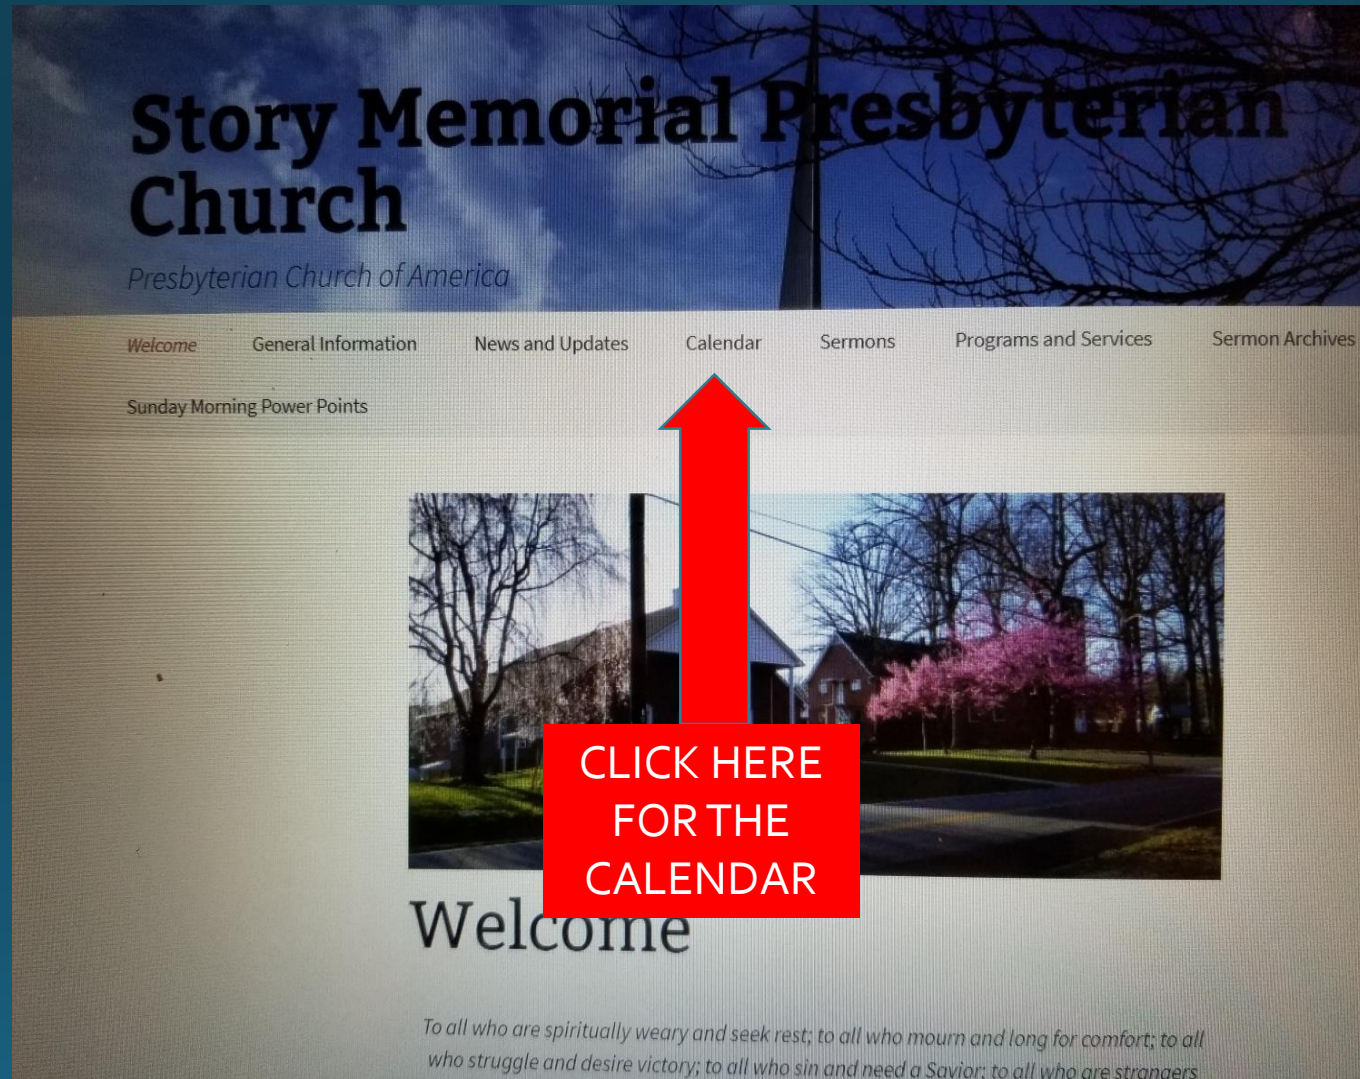 Story Memorial Presbyterian
Church
Presbyterian Church of America
Welcome General Information News and Updates Calendar Sermons Programs and Services Sermon Archives
Sunday Morning Power Points
CLICK HERE
FOR THE
CALENDAR
Welcome
To all who are spiritually weary and seek rest; to all who mourn and long for comfort; to all
who struggle and desire victory; to all who sin and need a Savior; to all who are strangers